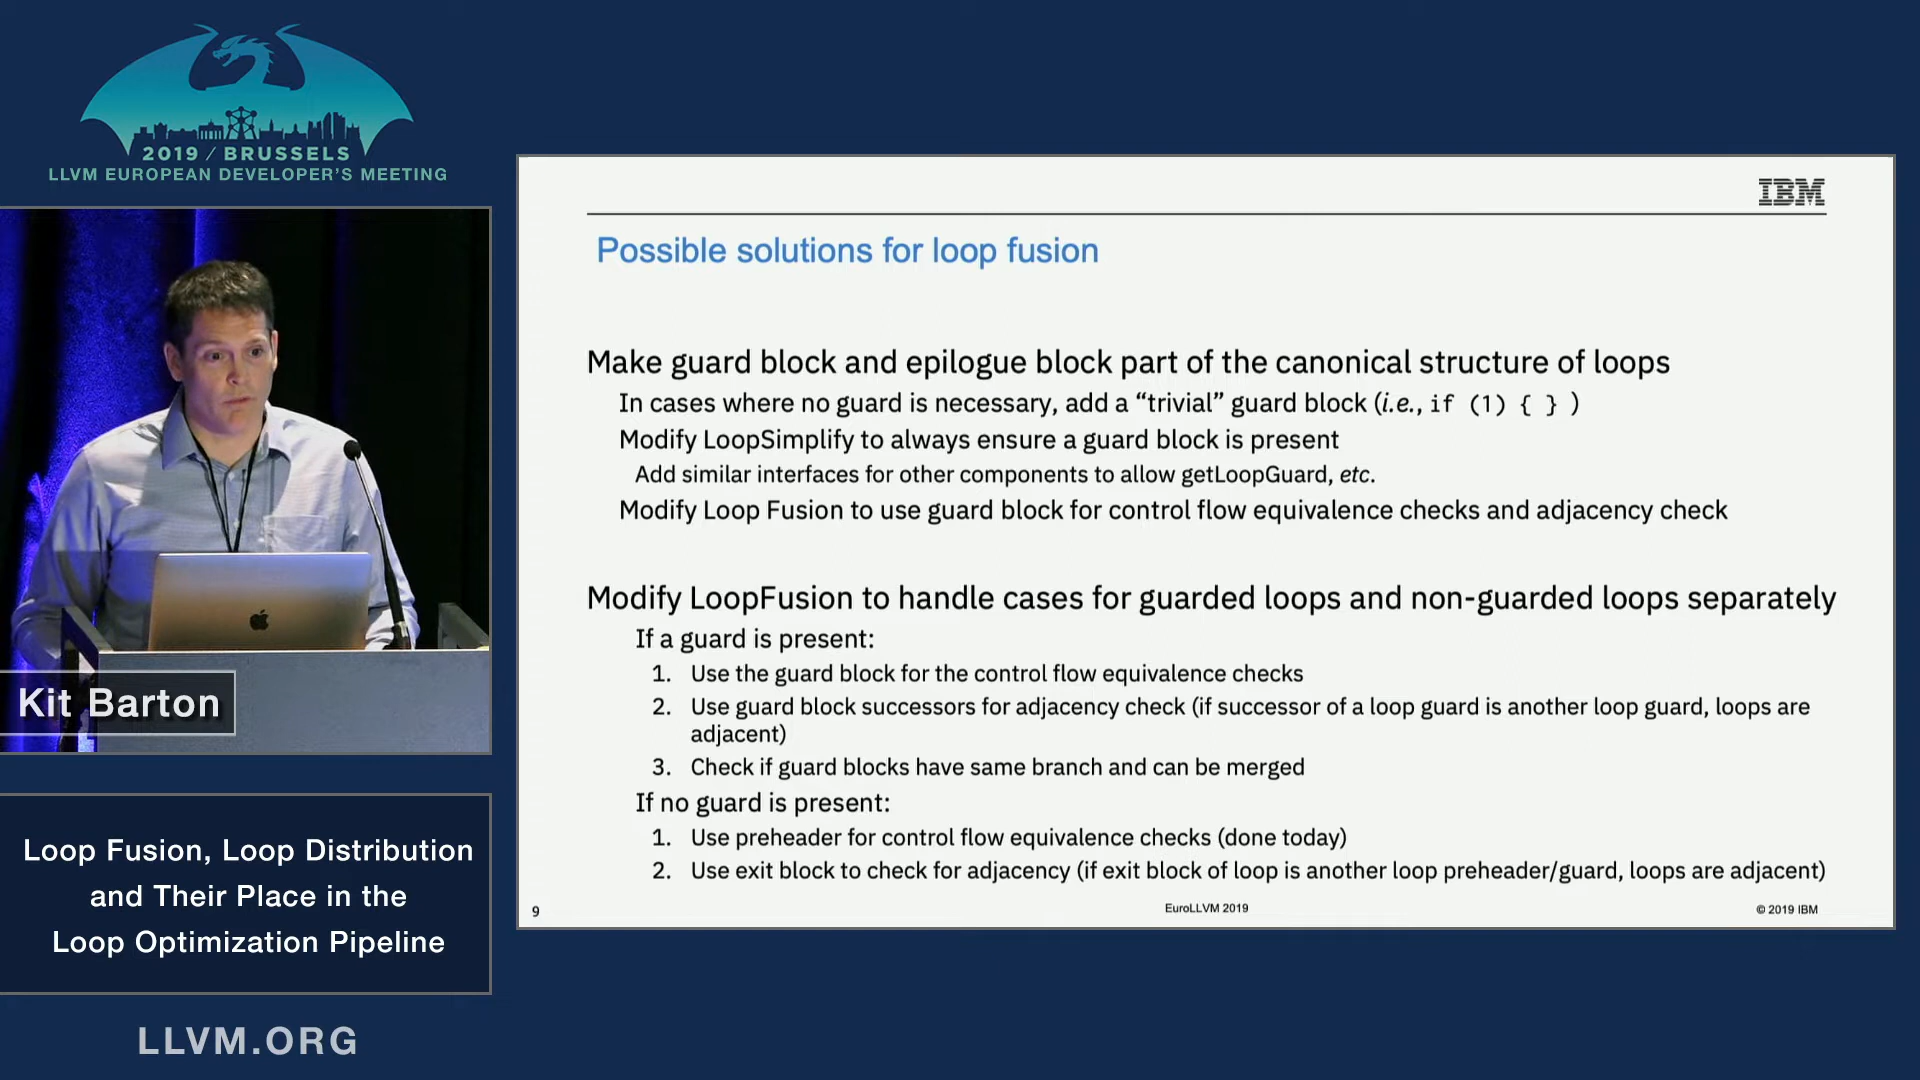 2019 / BRUSSELS
LLVM EUROPEAN DEVELOPER'S MEETING
Kit Barton
Loop Fusion, Loop Distribution
and Their Place in the
Loop Optimization Pipeline
LLVM.ORG
IBM
Possible solutions for loop fusion
Make guard block and epilogue block part of the canonical structure of loops
In cases where no guard is necessary, add a “trivial” guard block (i.e., if (1) { } )
Modify LoopSimplify to always ensure a guard block is present
Add similar interfaces for other components to allow getLoopGuard, etc.
Modify Loop Fusion to use guard block for control flow equivalence checks and adjacency check
Modify LoopFusion to handle cases for guarded loops and non-guarded loops separately
If a guard is present:
1. Use the guard block for the control flow equivalence checks
2. Use guard block successors for adjacency check (if successor of a loop guard is another loop guard, loops are
adjacent)
3. Check if guard blocks have same branch and can be merged
If no guard is present:
1. Use preheader for control flow equivalence checks (done today)
2. Use exit block to check for adjacency (if exit block of loop is another loop preheader/guard, loops are adjacent)
9
EuroLLVM 2019
© 2019 IBM